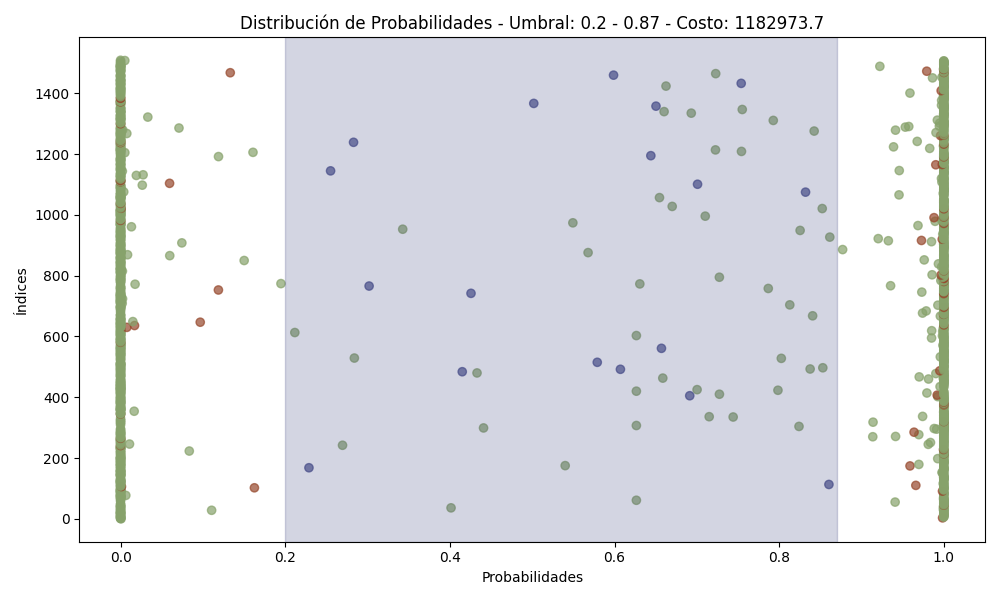 Distribución de Probabilidades - Umbral: 0.2 - 0.87 - Costo: 1182973.7
Índices
1400
1200
1000
800
600
400
200
0
0.0 0.2 0.4 0.6 0.8 1.0
Probabilidades